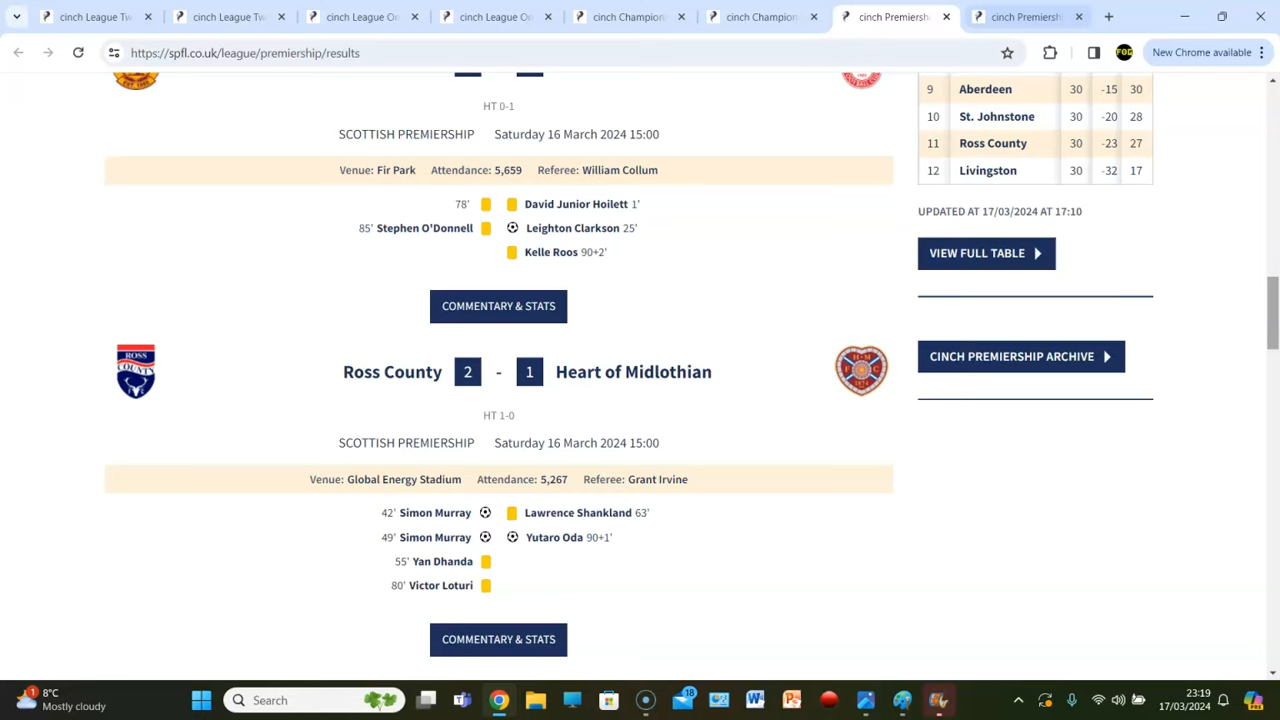 cinch League Tw
cinch League Tw
cinch League On
cinch League On
cinch Champion
cinch Champion
cinch Premiersh
cinch Premiersh
https://spfl.co.uk/league/premiership/results
FOG
New Chrome available
HT 0-1
SCOTTISH PREMIERSHIP Saturday 16 March 2024 15:00
Venue: Fir Park Attendance: 5,659 Referee: William Collum
78' David Junior Hoilett 1'
85' Stephen O'Donnell Leighton Clarkson 25'
Kelle Roos 90+2'
COMMENTARY & STATS
ROSS COUNTY
Ross County 2 - 1 Heart of Midlothian
H M F C 1874
HT 1-0
SCOTTISH PREMIERSHIP Saturday 16 March 2024 15:00
Venue: Global Energy Stadium Attendance: 5,267 Referee: Grant Irvine
42' Simon Murray Lawrence Shankland 63'
49' Simon Murray Yutaro Oda 90+1'
55' Yan Dhanda
80' Victor Loturi
COMMENTARY & STATS
9 Aberdeen 30 -15 30
10 St. Johnstone 30 -20 28
11 Ross County 30 -23 27
12 Livingston 30 -32 17
UPDATED AT 17/03/2024 AT 17:10
VIEW FULL TABLE
CINCH PREMIERSHIP ARCHIVE
1
8°C
Mostly cloudy
Search
18
23:19
17/03/2024